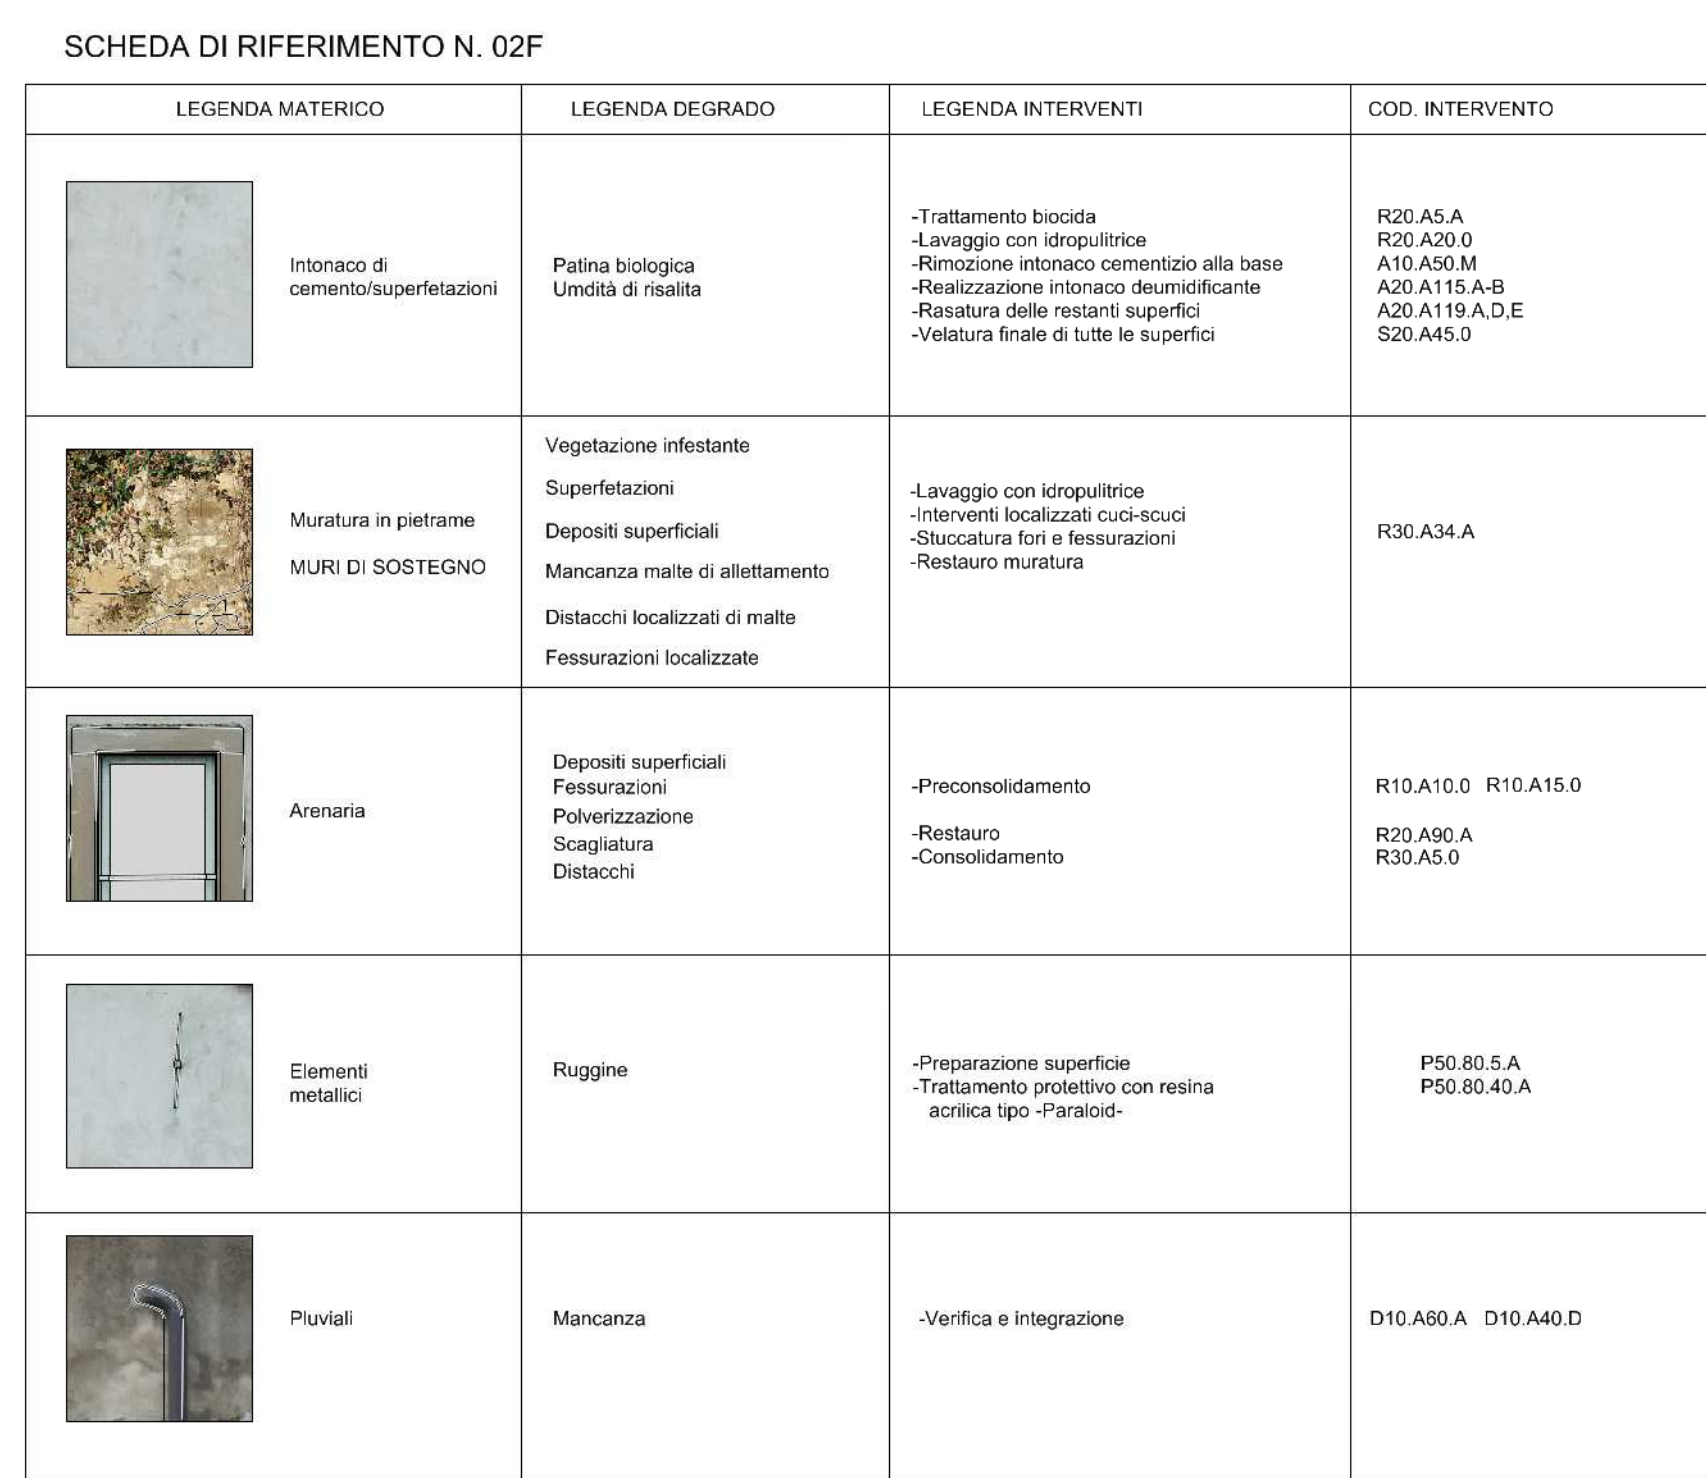 SCHEDA DI RIFERIMENTO N. 02F
LEGENDA MATERICO
LEGENDA DEGRADO
LEGENDA INTERVENTI
COD. INTERVENTO
Intonaco di
cemento/superfetazioni
Patina biologica
Umdità di risalita
-Trattamento biocida
-Lavaggio con idropulitrice
-Rimozione intonaco cementizio alla base
-Realizzazione intonaco deumidificante
-Rasatura delle restanti superfici
-Velatura finale di tutte le superfici
R20.A5.A
R20.A20.0
A10.A50.M
A20.A115.A-B
A20.A119.A,D,E
S20.A45.0
Muratura in pietrame
MURI DI SOSTEGNO
Vegetazione infestante
Superfetazioni
Depositi superficiali
Mancanza malte di allettamento
Distacchi localizzati di malte
Fessurazioni localizzate
-Lavaggio con idropulitrice
-Interventi localizzati cuci-scuci
-Stuccatura fori e fessurazioni
-Restauro muratura
R30.A34.A
Arenaria
Depositi superficiali
Fessurazioni
Polverizzazione
Scagliatura
Distacchi
-Preconsolidamento
-Restauro
-Consolidamento
R10.A10.0 R10.A15.0
R20.A90.A
R30.A5.0
Elementi
metallici
Ruggine
-Preparazione superficie
-Trattamento protettivo con resina
acrilica tipo -Paraloid-
P50.80.5.A
P50.80.40.A
Pluviali
Mancanza
-Verifica e integrazione
D10.A60.A D10.A40.D